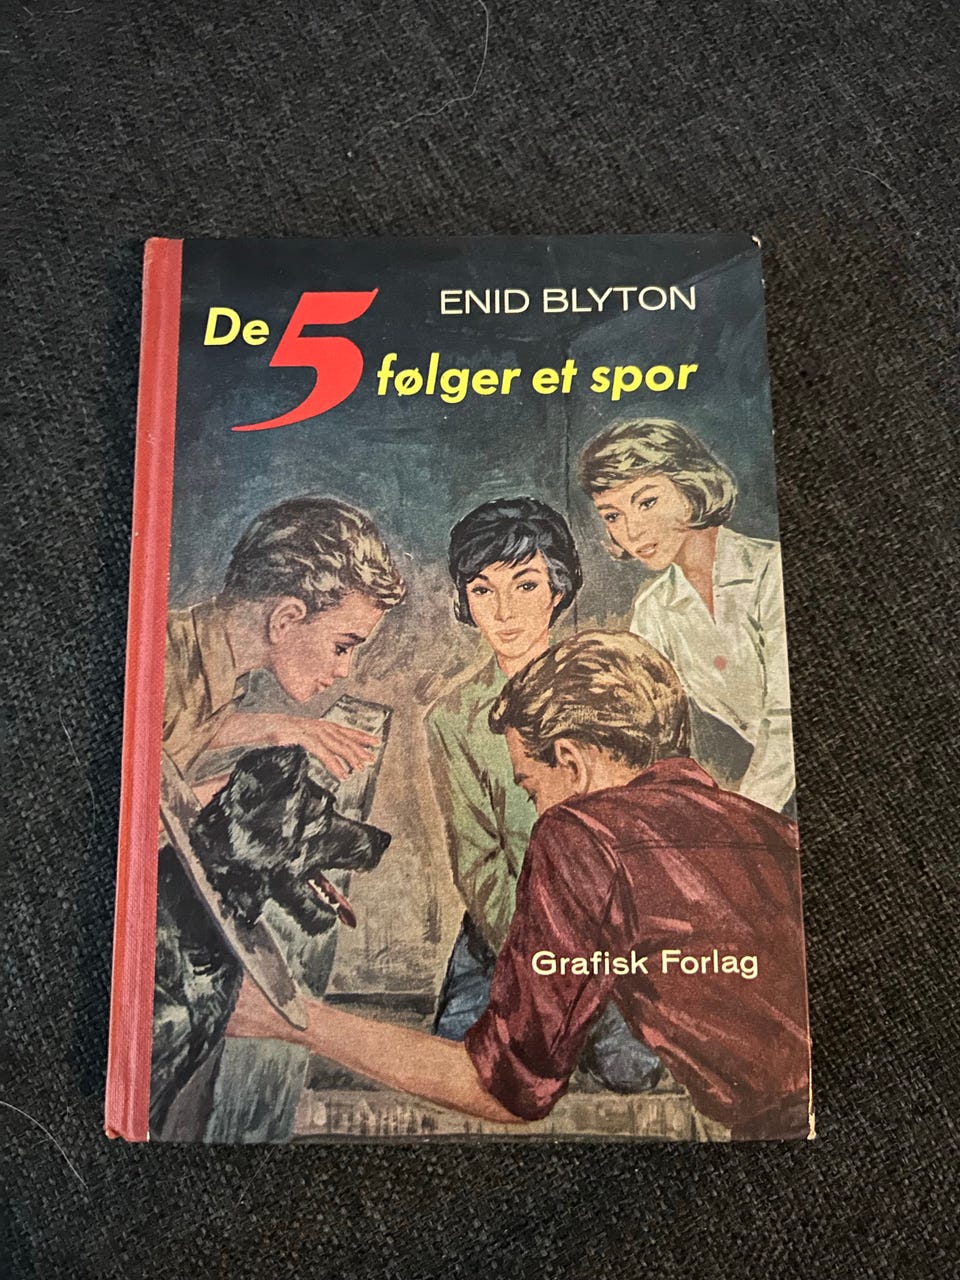 ENID BLYTON
De 5 følger et spor
Grafisk Forlag